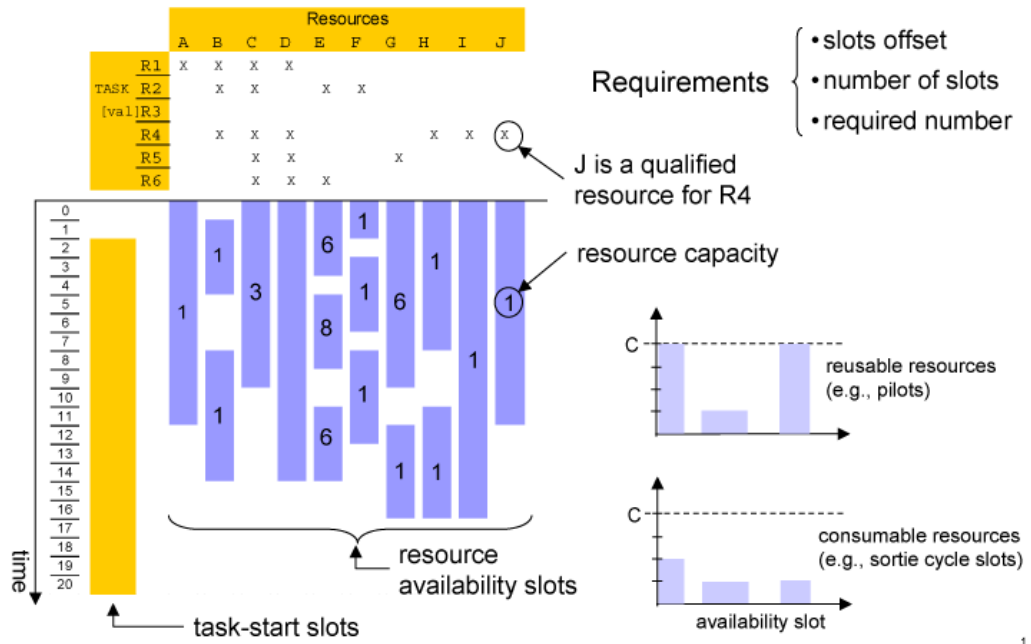 Resources
A B C D E F G H I J
R1 x x x x
TASK R2 x x x x
[val] R3
R4 x x x x x x
R5 x x x
R6 x x x
Requirements
• slots offset
• number of slots
• required number
J is a qualified
resource for R4
resource capacity
0
1
2
3
4
5
6
7
8
9
10
11
12
13
14
15
16
17
18
19
20
time
1
1
1
3
6
8
6
1
1
1
6
1
1
1
1
1
resource
availability slots
task-start slots
C
reusable resources
(e.g., pilots)
C
consumable resources
(e.g., sortie cycle slots)
availability slot
1